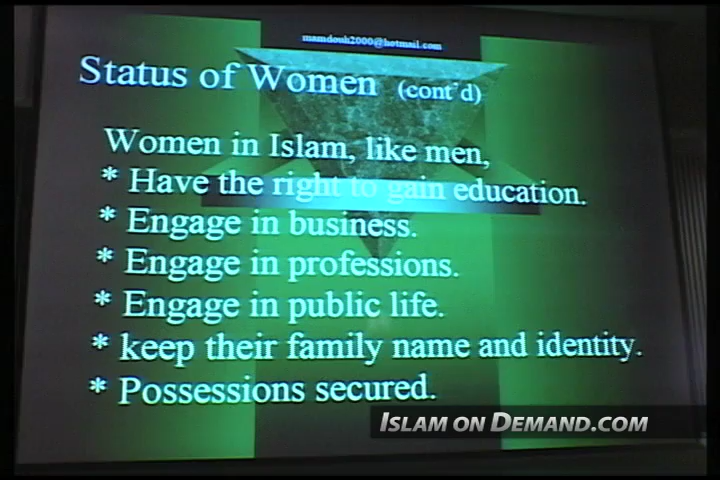 mamdouh2000@hotmail.com
Status of Women (cont'd)
Women in Islam, like men,
* Have the right to gain education.
* Engage in business.
* Engage in professions.
* Engage in public life.
* keep their family name and identity.
* Possessions secured.
ISLAM ON DEMAND.COM